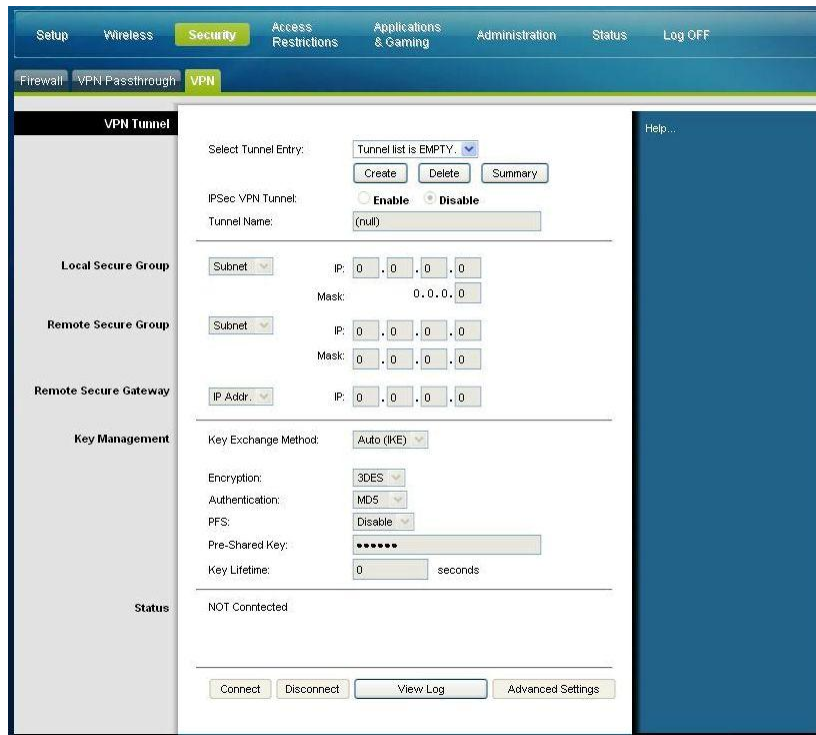 Setup Wireless Security Access Restrictions Applications & Gaming Administration Status Log OFF
Firewall VPN Passthrough VPN
VPN Tunnel
Help...
Select Tunnel Entry: Tunnel list is EMPTY.
Create Delete Summary
IPSec VPN Tunnel: Enable Disable
Tunnel Name: (null)
Local Secure Group Subnet IP: 0 . 0 . 0 . 0
Mask: 0.0.0. 0
Remote Secure Group Subnet IP: 0 . 0 . 0 . 0
Mask: 0 . 0 . 0 . 0
Remote Secure Gateway IP Addr. IP: 0 . 0 . 0 . 0
Key Management Key Exchange Method: Auto (IKE)
Encryption: 3DES
Authentication: MD5
PFS: Disable
Pre-Shared Key: ••••••
Key Lifetime: 0 seconds
Status NOT Conntected
Connect Disconnect View Log Advanced Settings